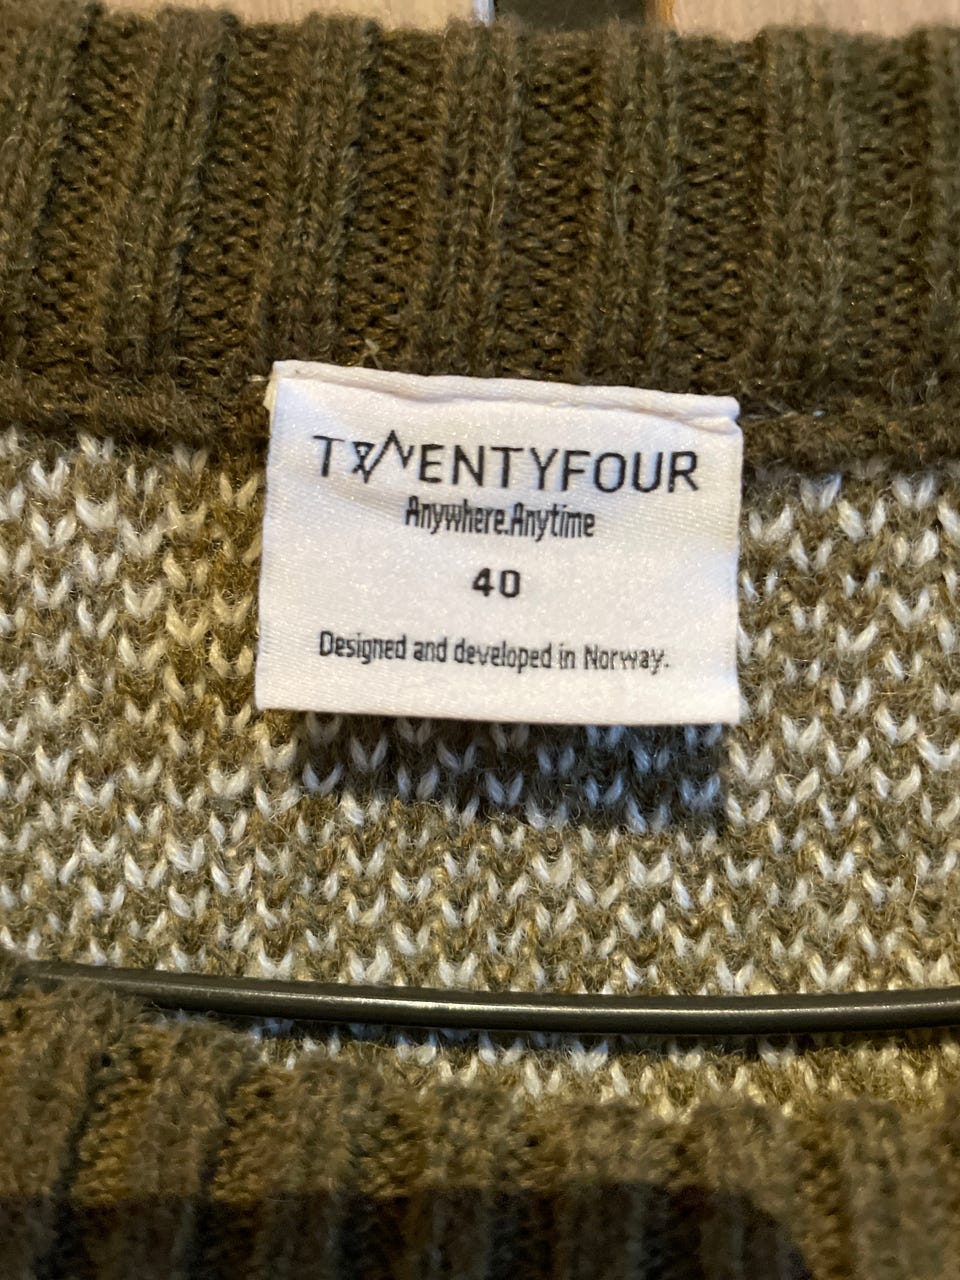 TWENTYFOUR
Anywhere.Anytime
40
Designed and developed in Norway.